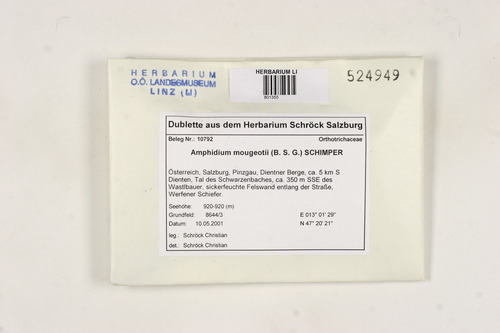 HERBARIUM
O.Ö. LANDESMUSEUM
LINZ (LI)
HERBARIUM LI
524949
Dublette aus dem Herbarium Schröck Salzburg
Beleg Nr.: 10792 Orthotrichaceae
Amphidium mougeotii (B. S. G.) SCHIMPER
Österreich, Salzburg, Pinzgau, Dientner Berge, ca. 5 km S
Dienten, Tal des Schwarzenbaches, ca. 350 m SSE des
Wastlbauer, sickerfeuchte Felswand entlang der Straße,
Werfener Schiefer.
Seehöhe: 920-920 (m)
Grundfeld: 8644/3 E 013° 01' 29"
Datum: 10.05.2001 N 47° 20' 21"
leg.: Schröck Christian
det.: Schröck Christian